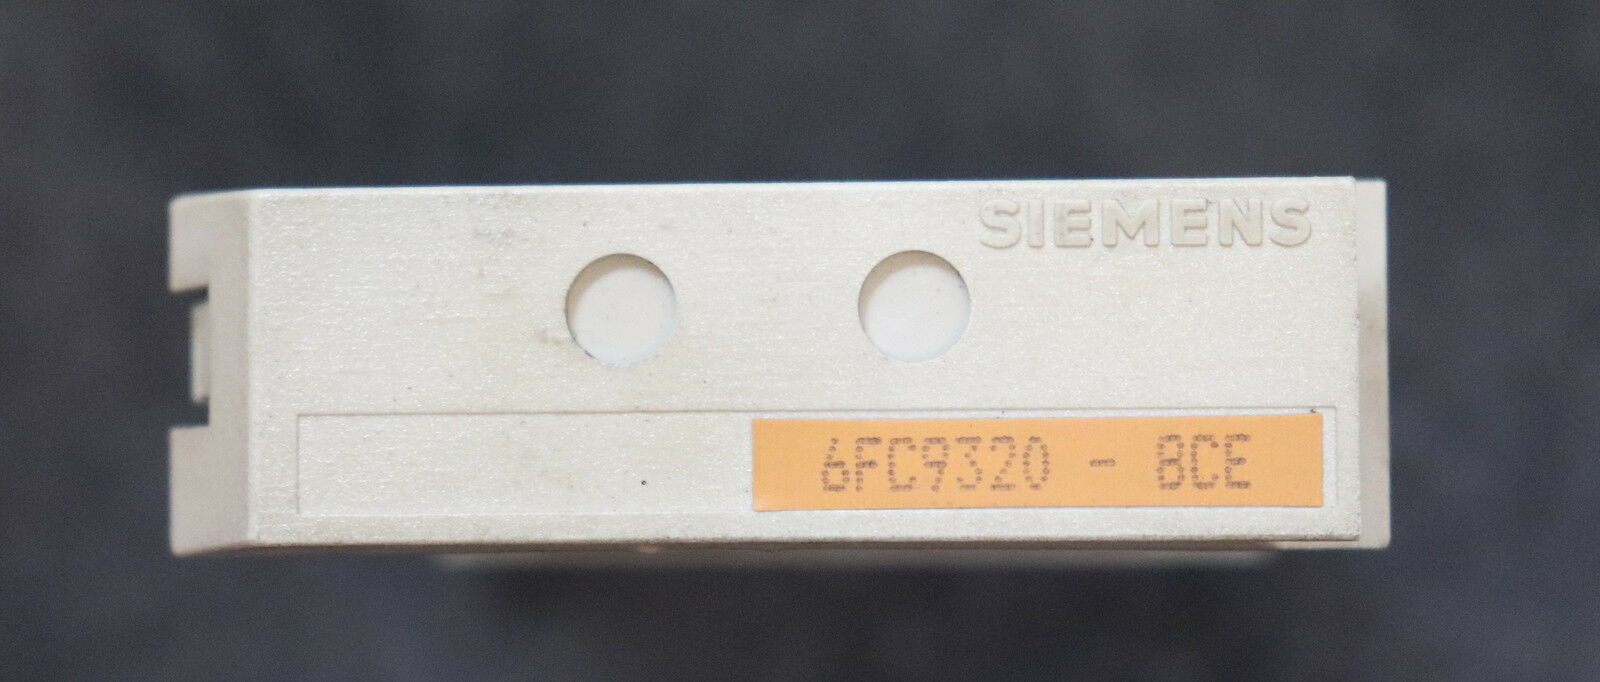 SIEMENS
6FC9320 - 8CE